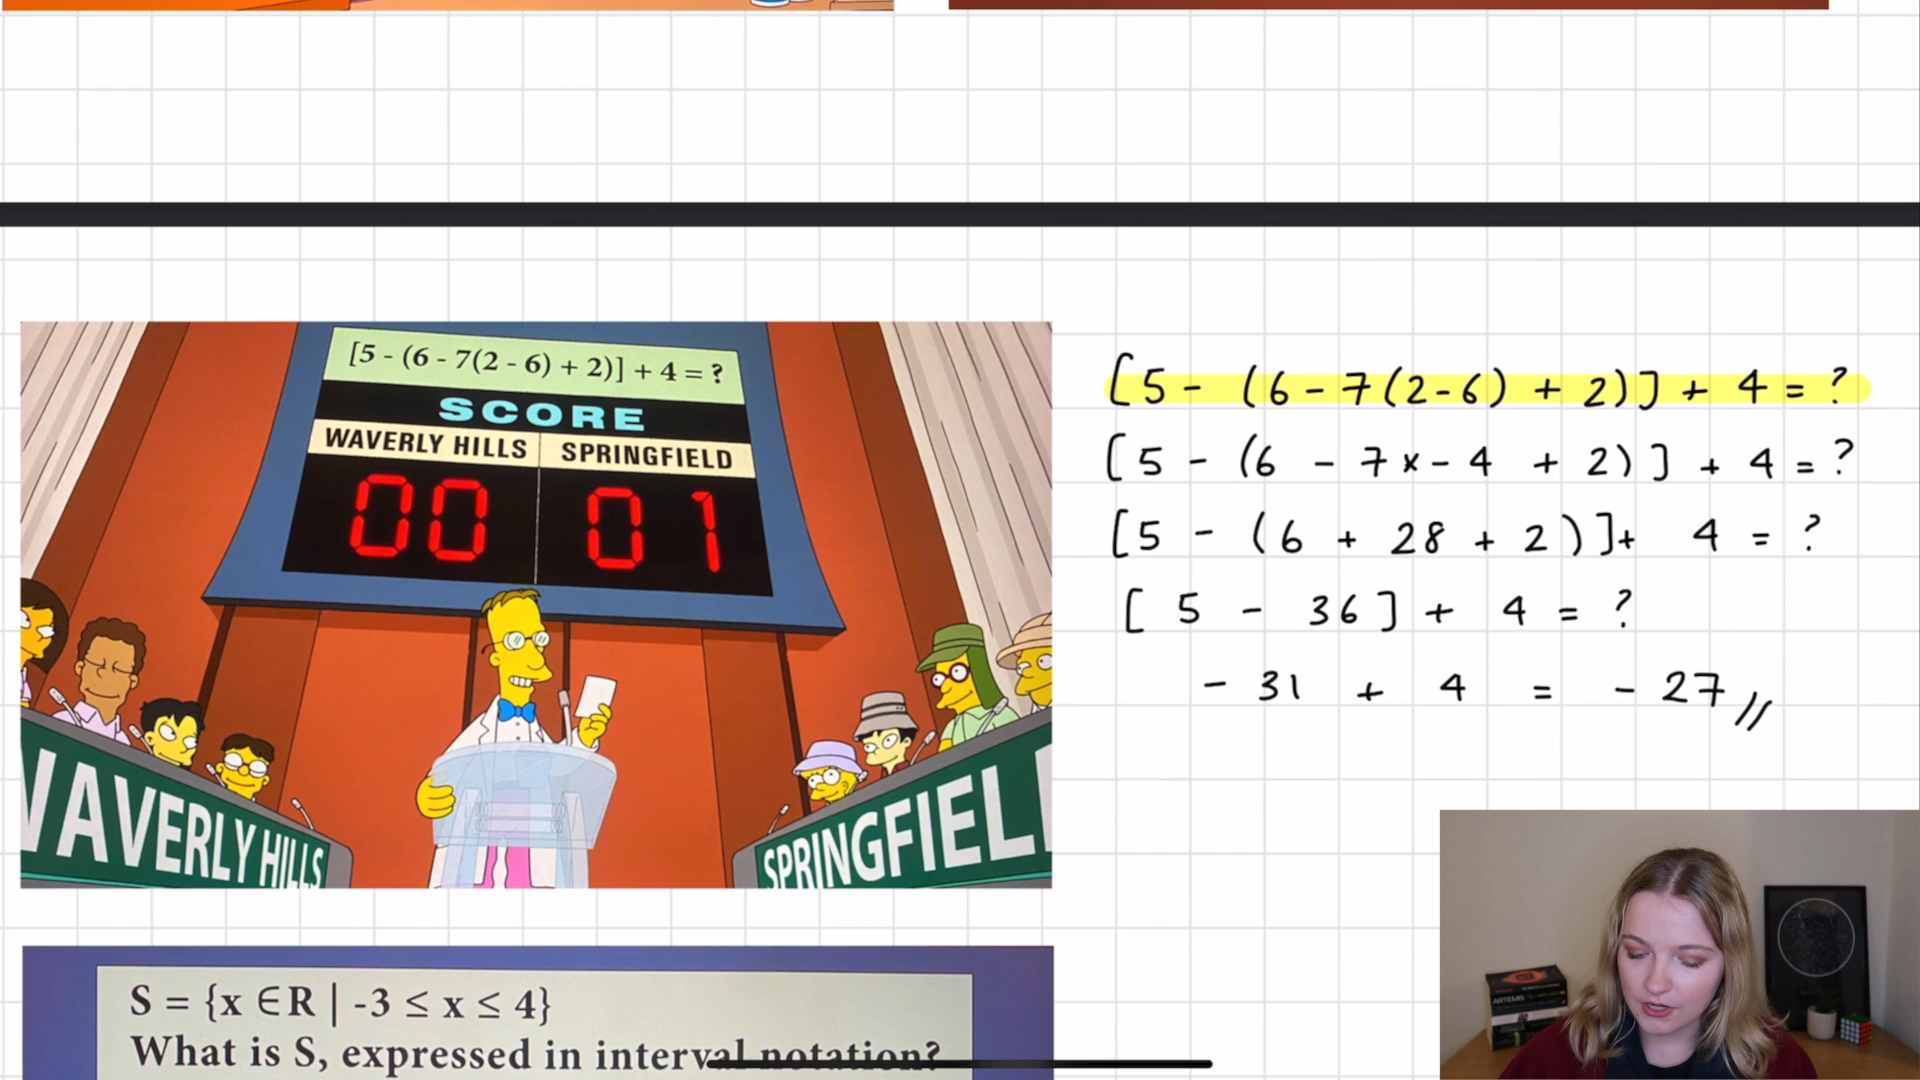 [5 - (6 - 7(2 - 6) + 2)] + 4 = ?
SCORE
WAVERLY HILLS SPRINGFIELD
00 01
WAVERLY HILLS
SPRINGFIEL
[5 - (6 - 7(2-6) + 2)] + 4 = ?
[5 - (6 - 7 x - 4 + 2)] + 4 = ?
[5 - (6 + 28 + 2)] + 4 = ?
[5 - 36] + 4 = ?
- 31 + 4 = - 27 //
S = {x ∈R | -3 ≤ x ≤ 4}
What is S, expressed in interval notation?
ARTEMIS